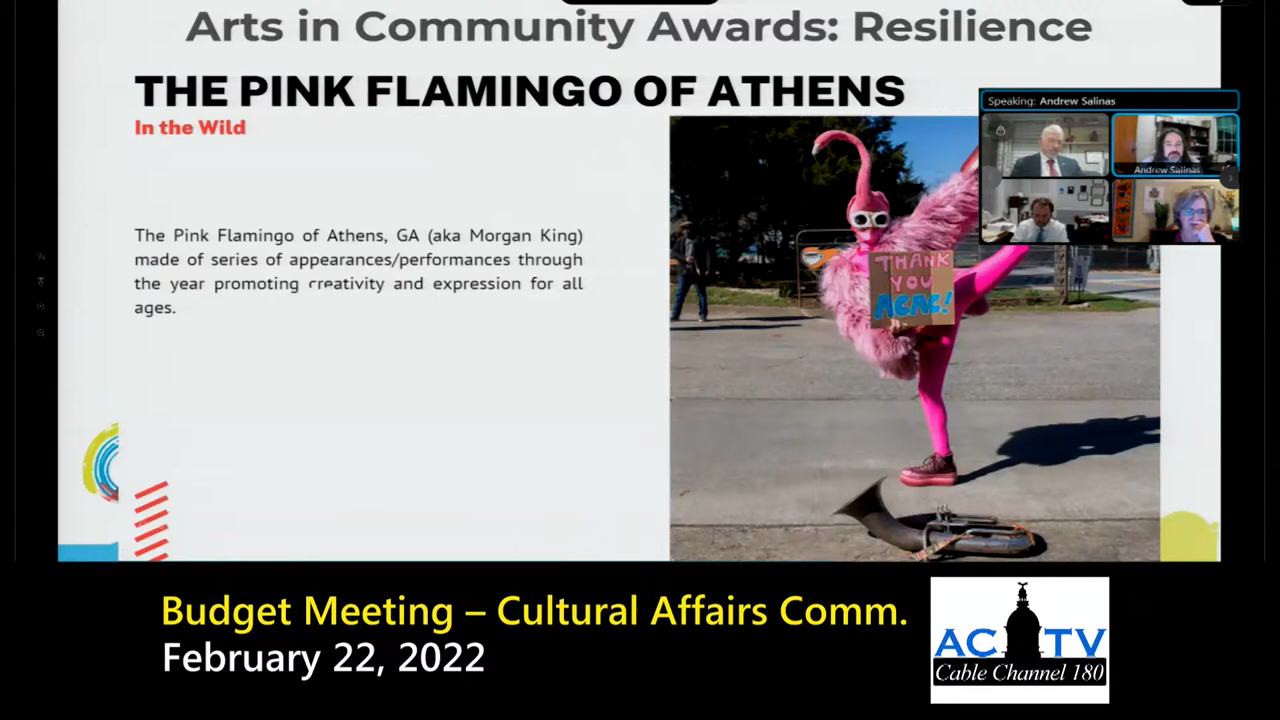 Arts in Community Awards: Resilience
THE PINK FLAMINGO OF ATHENS
In the Wild
Speaking: Andrew Salinas
Andrew Salinas
The Pink Flamingo of Athens, GA (aka Morgan King)
made of series of appearances/performances through
the year promoting creativity and expression for all
ages.
THANK
YOU
ACAC!
Budget Meeting – Cultural Affairs Comm.
February 22, 2022
ACTV
Cable Channel 180